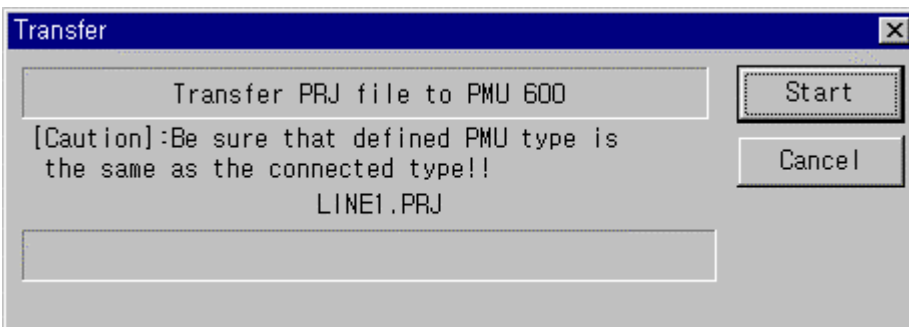 Transfer
Transfer PRJ file to PMU 600
Start
[Caution]:Be sure that defined PMU type is
the same as the connected type!!
Cancel
LINE1.PRJ